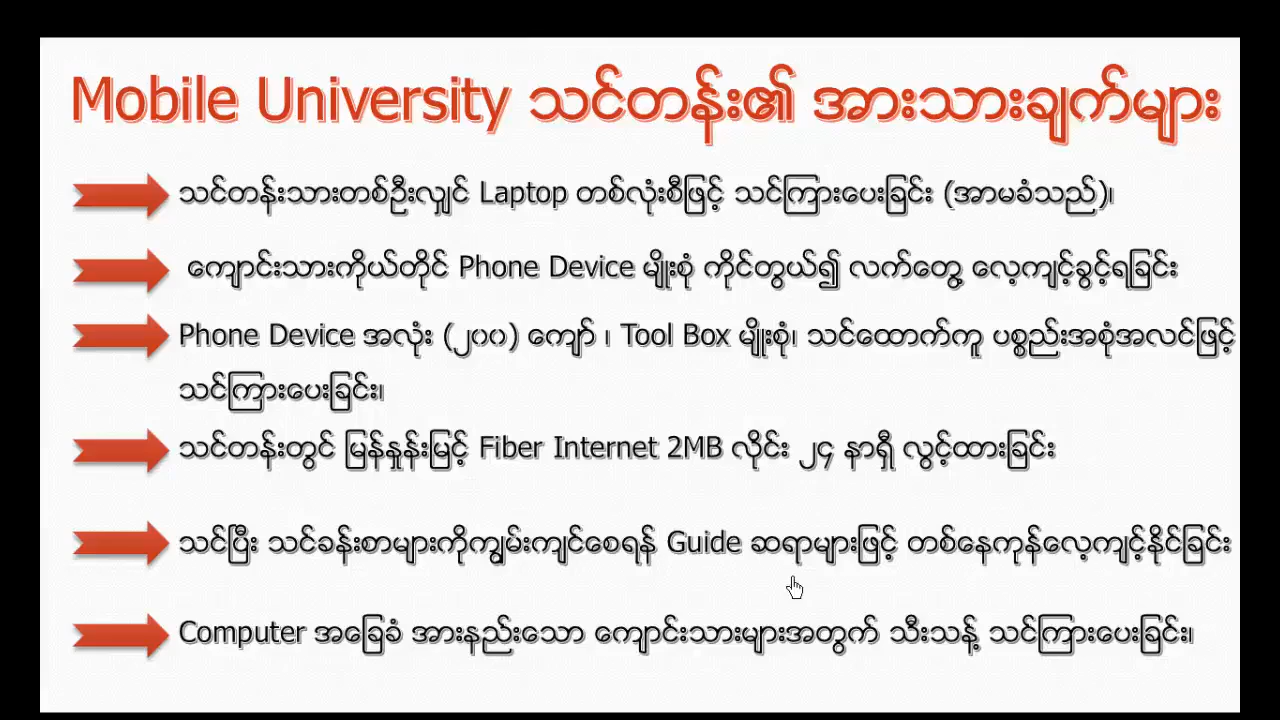 Mobile University သင်တန်း၏ အားသားချက်များ
သင်တန်းသားတစ်ဦးလျှင် Laptop တစ်လုံးစီဖြင့် သင်ကြားပေးခြင်း (အာမခံသည်)၊
ကျောင်းသားကိုယ်တိုင် Phone Device မျိုးစုံ ကိုင်တွယ်၍ လက်တွေ့ လေ့ကျင့်ခွင့်ရခြင်း
Phone Device အလုံး (၂၀၀) ကျော် ၊ Tool Box မျိုးစုံ၊ သင်ထောက်ကူ ပစ္စည်းအစုံအလင်ဖြင့်
သင်ကြားပေးခြင်း၊
သင်တန်းတွင် မြန်နှုန်းမြင့် Fiber Internet 2MB လိုင်း ၂၄ နာရီ လွှင့်ထားခြင်း
သင်ပြီး သင်ခန်းစာများကိုကျွမ်းကျင်စေရန် Guide ဆရာများဖြင့် တစ်နေကုန်လေ့ကျင့်နိုင်ခြင်း
Computer အခြေခံ အားနည်းသော ကျောင်းသားများအတွက် သီးသန့် သင်ကြားပေးခြင်း၊